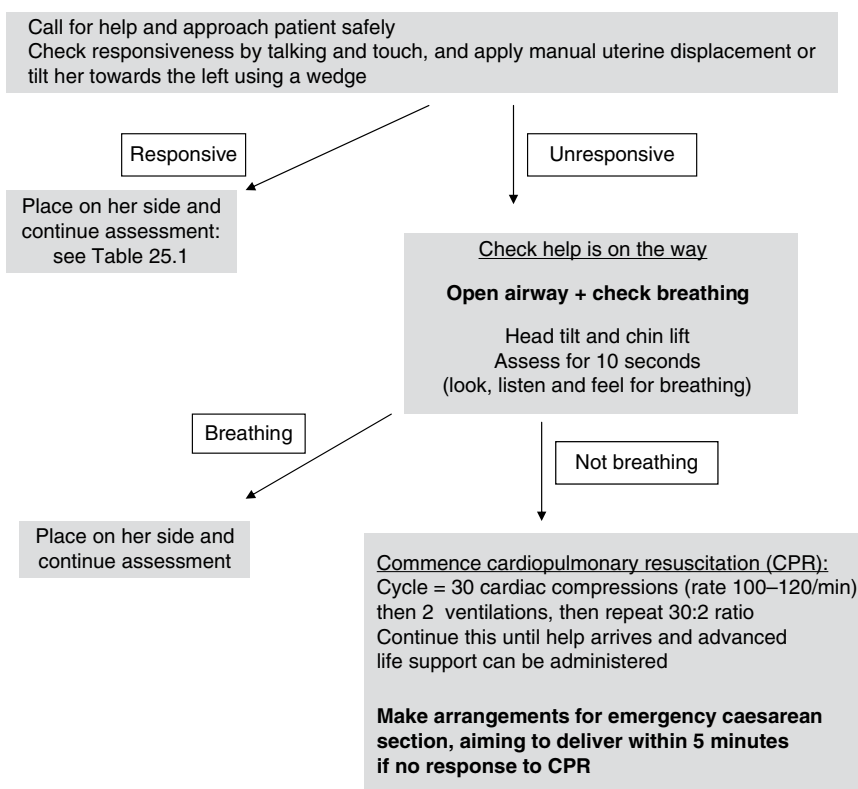 Call for help and approach patient safely
Check responsiveness by talking and touch, and apply manual uterine displacement or
tilt her towards the left using a wedge
Responsive
Unresponsive
Place on her side and
continue assessment:
see Table 25.1
Check help is on the way
Open airway + check breathing
Head tilt and chin lift
Assess for 10 seconds
(look, listen and feel for breathing)
Breathing
Not breathing
Place on her side and
continue assessment
Commence cardiopulmonary resuscitation (CPR):
Cycle = 30 cardiac compressions (rate 100–120/min)
then 2 ventilations, then repeat 30:2 ratio
Continue this until help arrives and advanced
life support can be administered
Make arrangements for emergency caesarean
section, aiming to deliver within 5 minutes
if no response to CPR